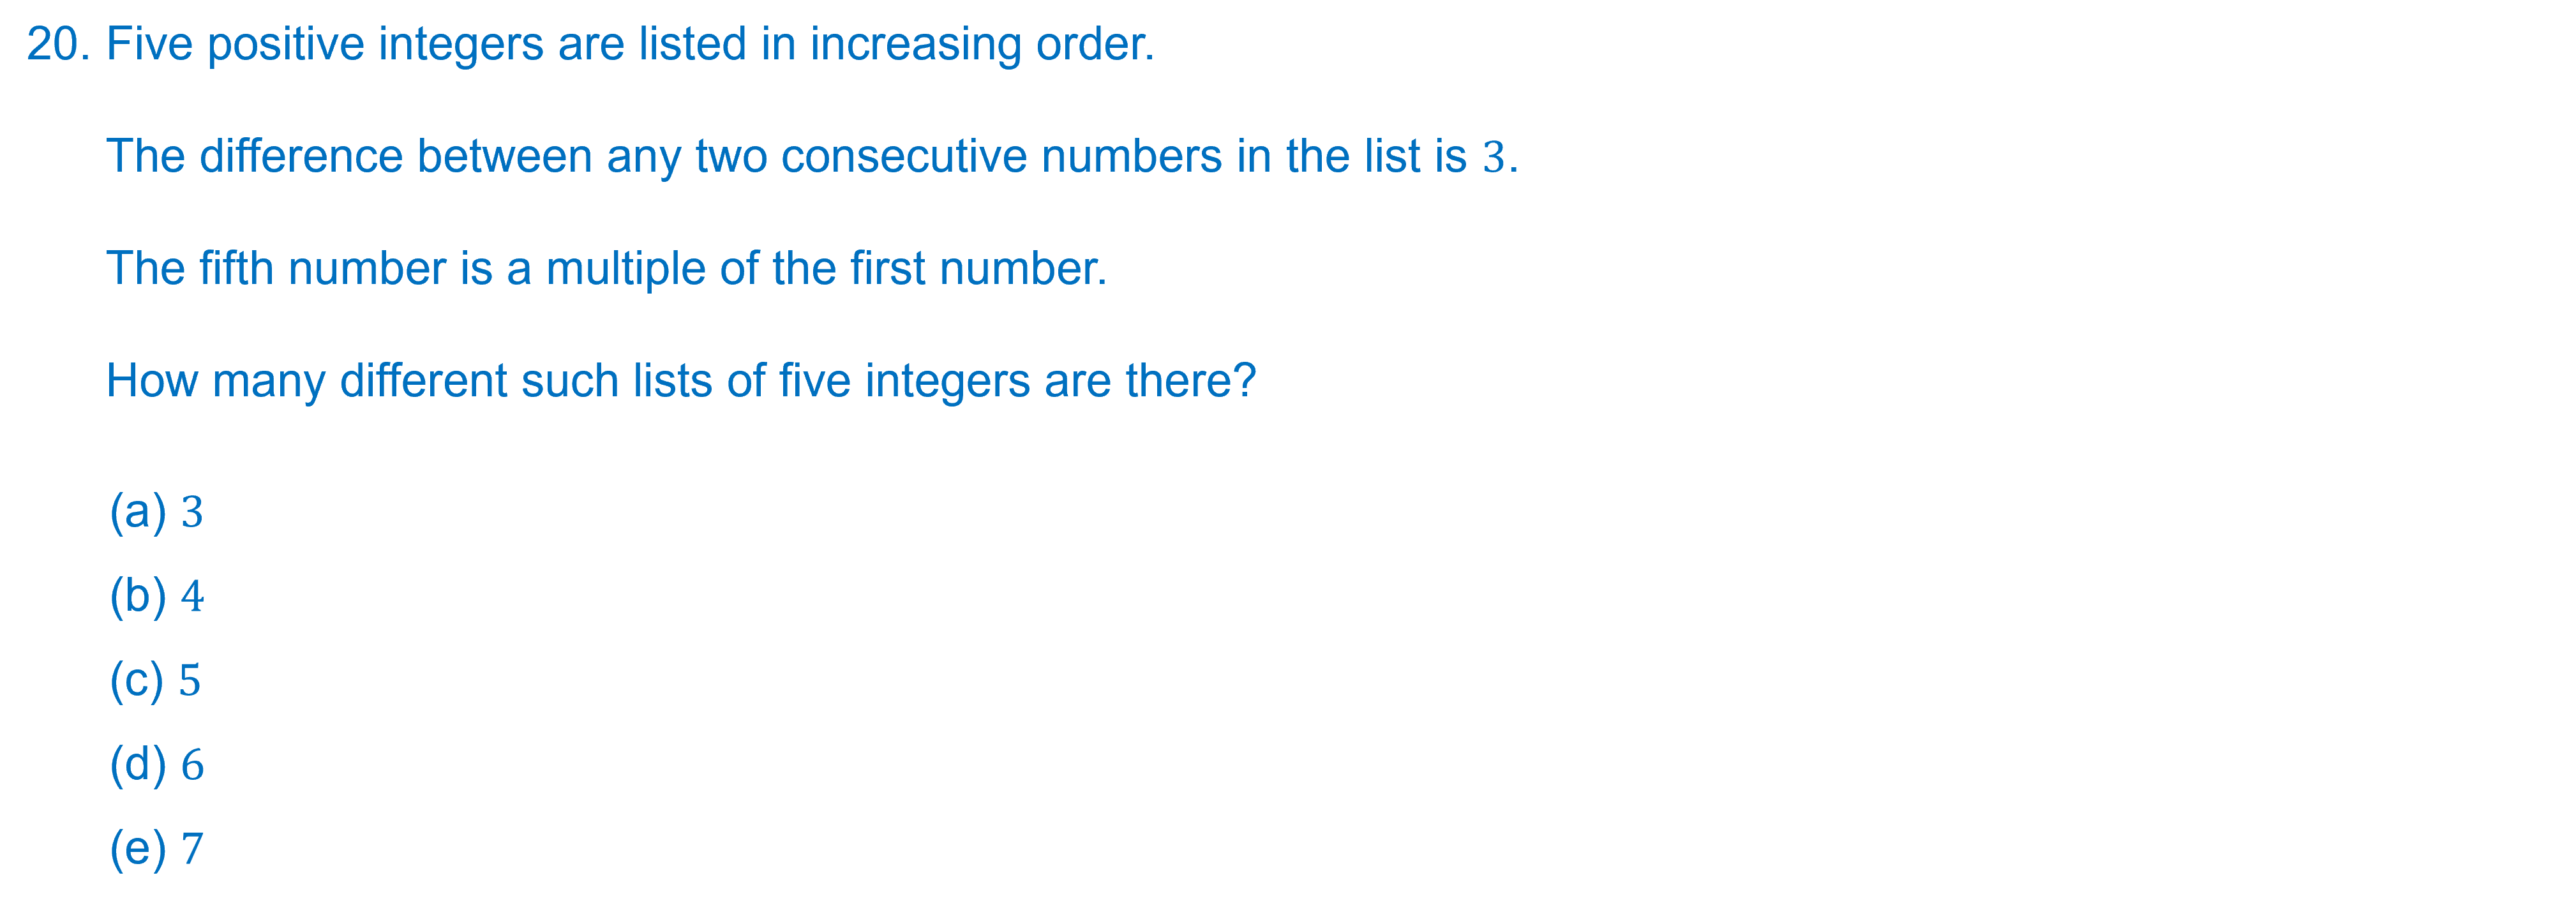 20. Five positive integers are listed in increasing order.
The difference between any two consecutive numbers in the list is 3.
The fifth number is a multiple of the first number.
How many different such lists of five integers are there?
(a) 3
(b) 4
(c) 5
(d) 6
(e) 7